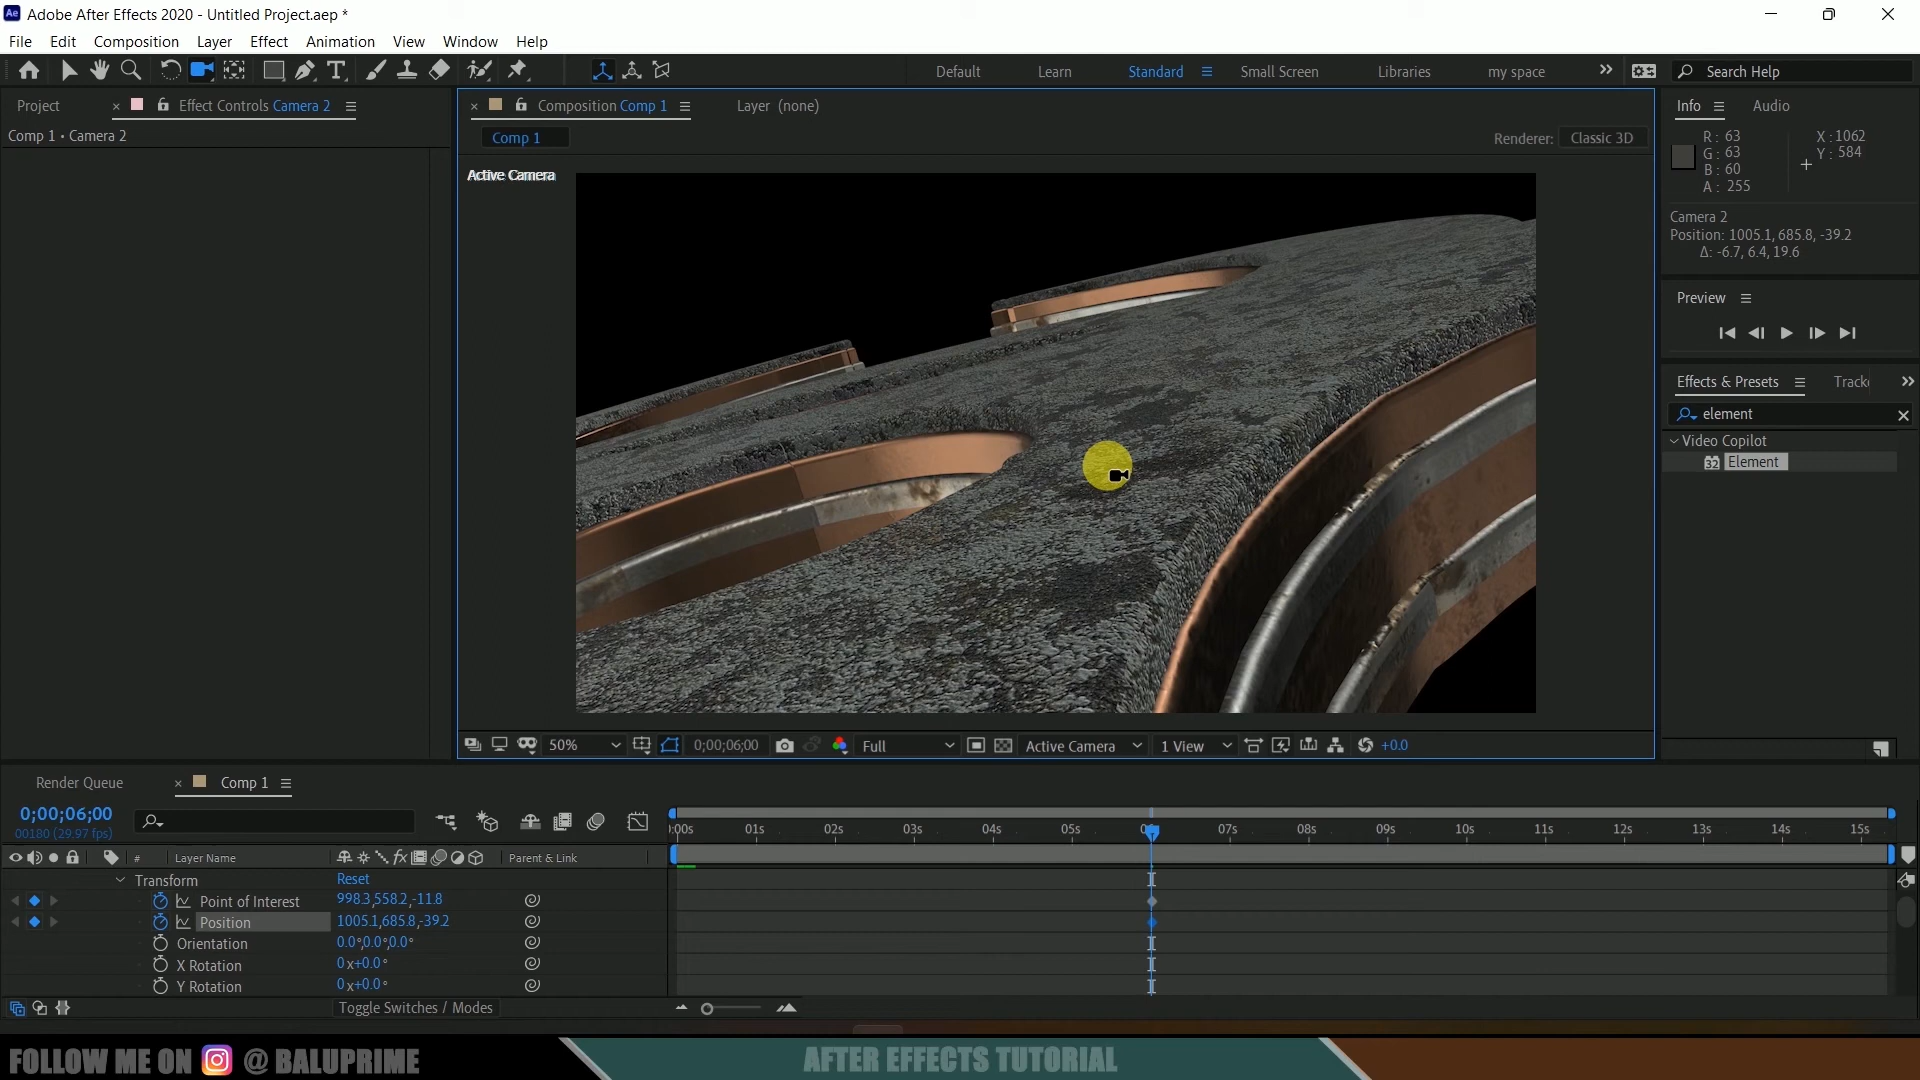 Ae Adobe After Effects 2020 - Untitled Project.aep *
File Edit Composition Layer Effect Animation View Window Help
Default Learn Standard Small Screen Libraries my space Search Help
Project Effect Controls Camera 2 Composition Comp 1 Layer (none) Info Audio
Comp 1 • Camera 2
Comp 1 Renderer: Classic 3D
R: 63 X: 1062
G: 63 Y: 584
B: 60
A: 255
Active Camera
Camera 2
Position: 1005.1, 685.8, -39.2
Δ: -6.7, 6.4, 19.6
Preview
Effects & Presets Track
element
Video Copilot
32 Element
50% 0;00;06;00 Full Active Camera 1 View +0.0
Render Queue Comp 1
0;00;06;00
00180 (29.97 fps)
:00s 01s 02s 03s 04s 05s 07s 08s 09s 10s 11s 12s 13s 14s 15s
# Layer Name fx Parent & Link
Transform Reset
Point of Interest 998.3,558.2,-11.8
Position 1005.1,685.8,-39.2
Orientation 0.0°,0.0°,0.0°
X Rotation 0x+0.0°
Y Rotation 0x+0.0°
Toggle Switches / Modes
FOLLOW ME ON @ BALUPRIME AFTER EFFECTS TUTORIAL